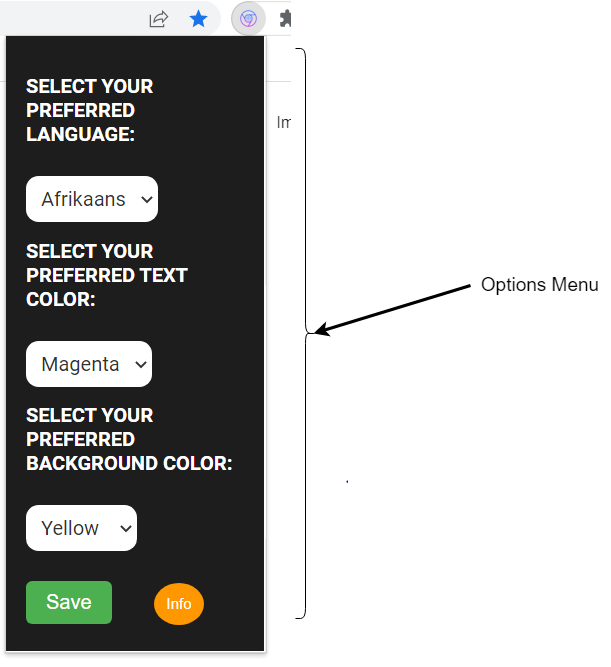 Im
SELECT YOUR
PREFERRED
LANGUAGE:
Afrikaans
SELECT YOUR
PREFERRED TEXT
COLOR:
Magenta
SELECT YOUR
PREFERRED
BACKGROUND COLOR:
Yellow
Save
Info
Options Menu